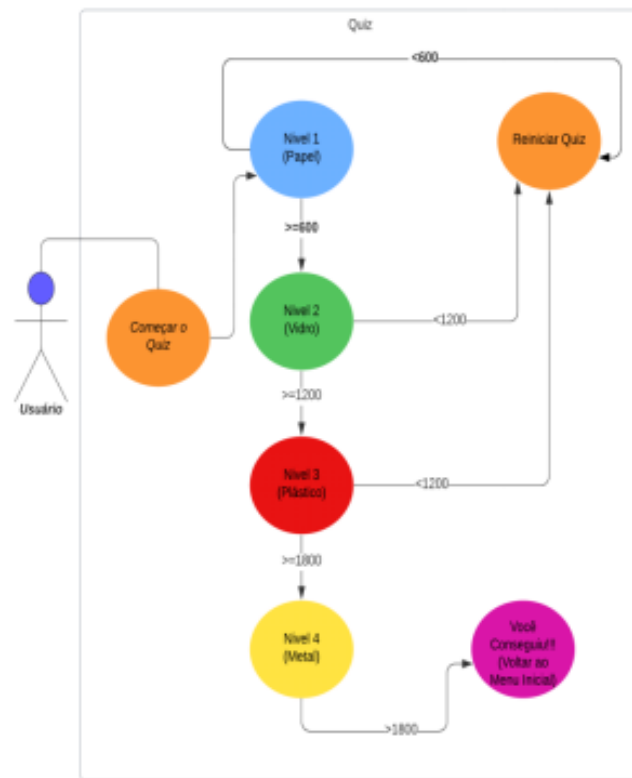 Quiz
<600
Nivel 1
(Papel)
Reiniciar Quiz
>=600
Começar o
Quiz
Nivel 2
(Vidro)
<1200
Usuário
>=1200
Nivel 3
(Plástico)
<1200
>=1800
Nivel 4
(Metal)
Você
Conseguiu!!!
(Voltar ao
Menu Inicial)
>1800